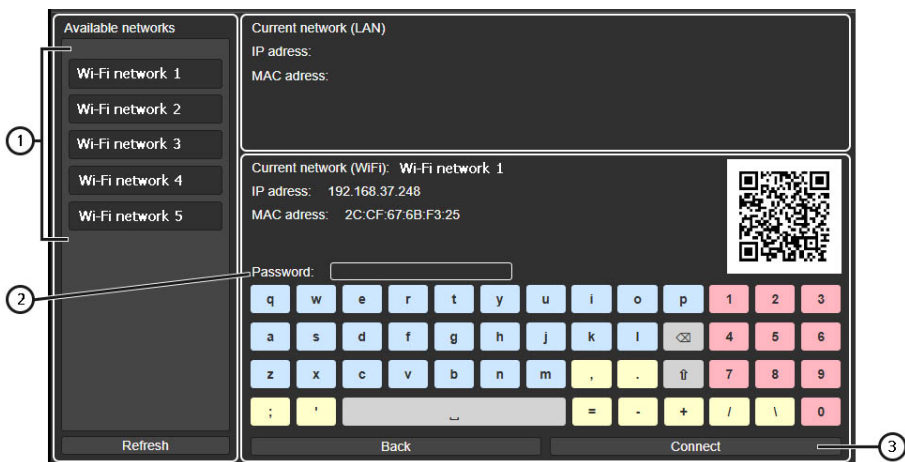 Available networks
Wi-Fi network 1
Wi-Fi network 2
Wi-Fi network 3
Wi-Fi network 4
Wi-Fi network 5
Refresh
1
2
Current network (LAN)
IP adress:
MAC adress:
Current network (WiFi): Wi-Fi network 1
IP adress: 192.168.37.248
MAC adress: 2C:CF:67:6B:F3:25
Password:
q w e r t y u i o p 1 2 3
a s d f g h j k l ⌫ 4 5 6
z x c v b n m , . ⇧ 7 8 9
; ' ⎵ = - + / \ 0
Back Connect
3